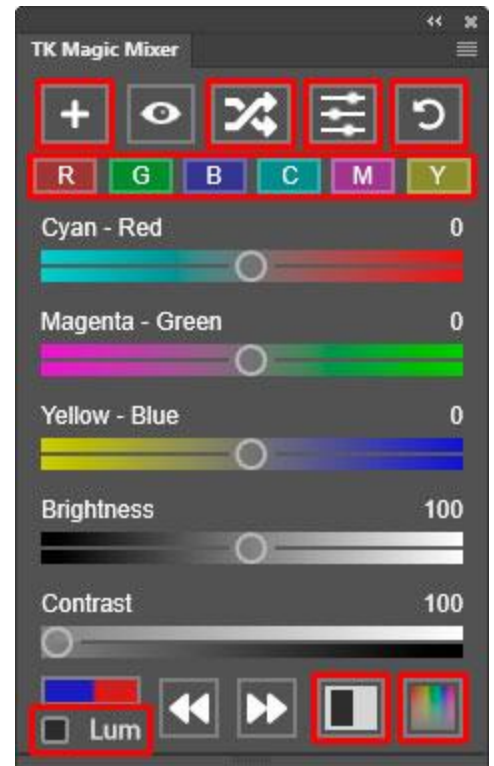 TK Magic Mixer
R G B C M Y
Cyan - Red 0
Magenta - Green 0
Yellow - Blue 0
Brightness 100
Contrast 100
Lum